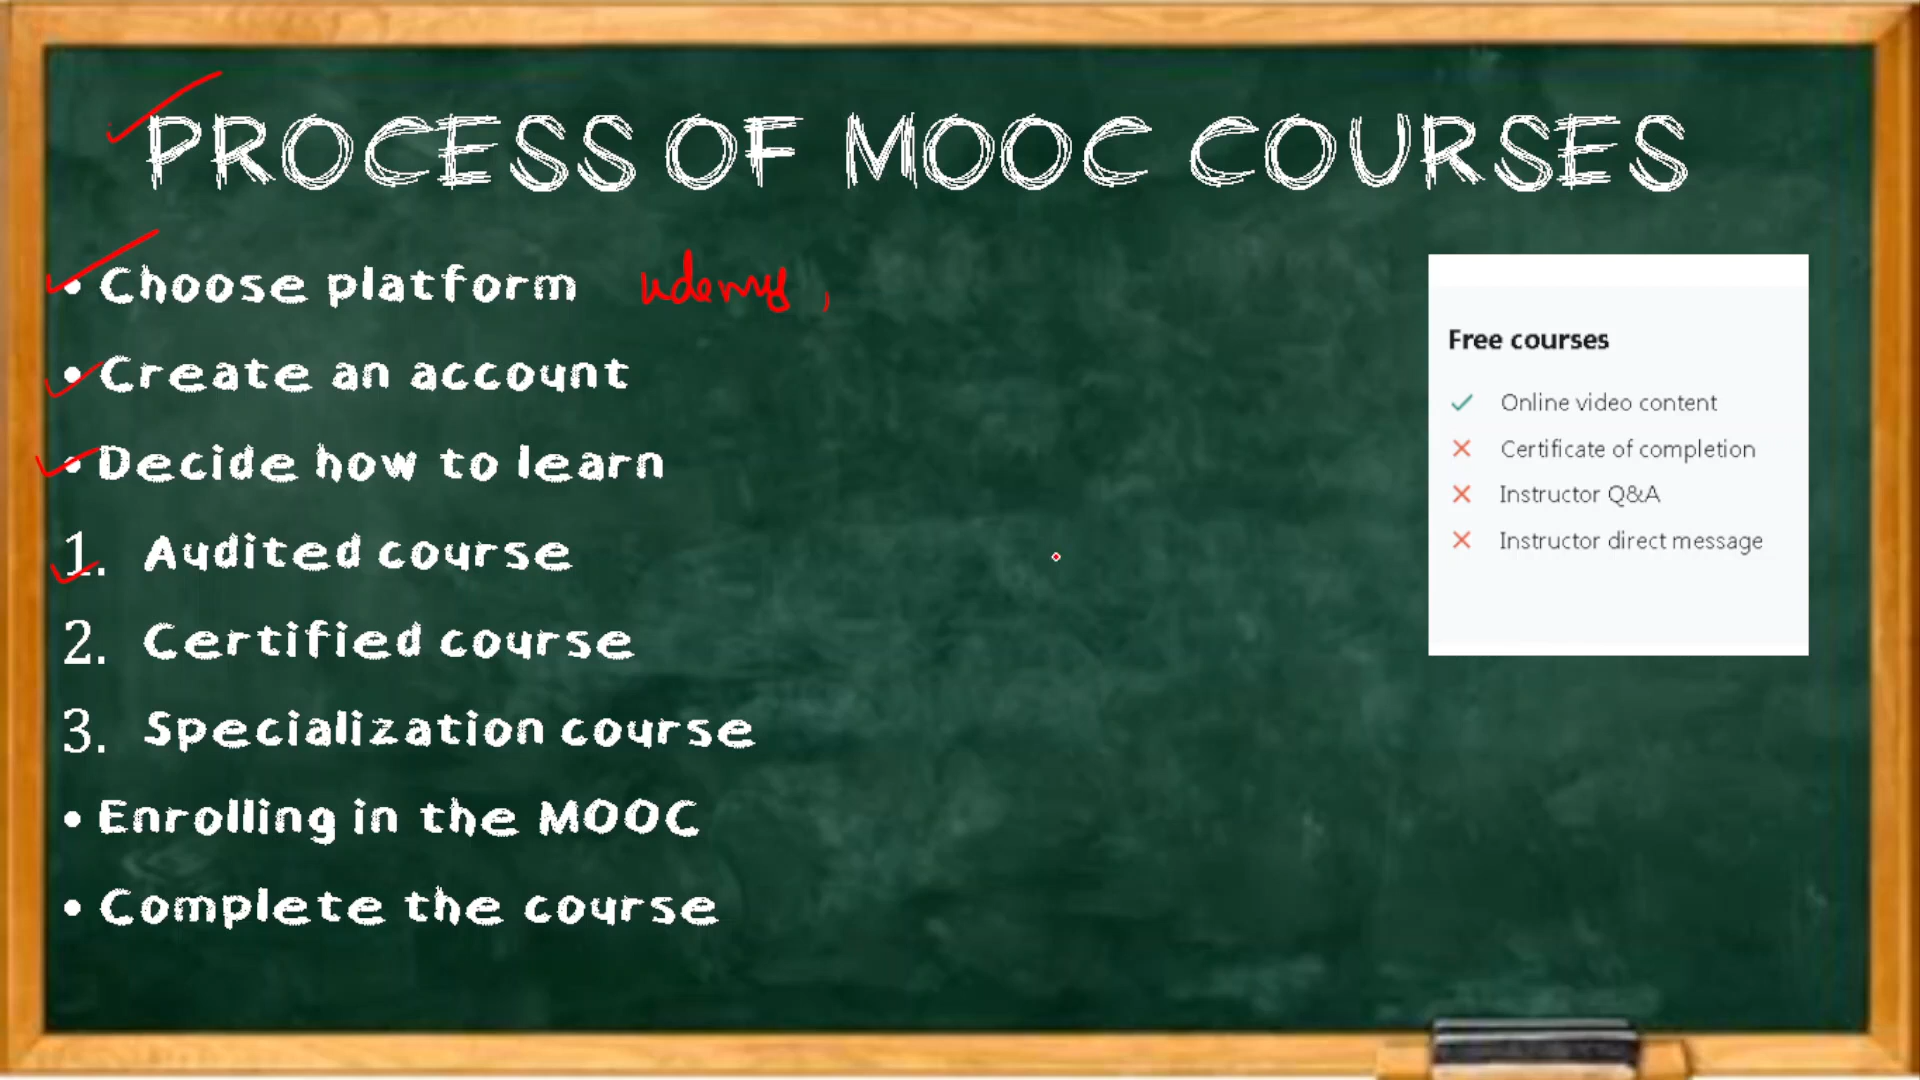 PROCESS OF MOOC COURSES
• Choose platform udemy,
• Create an account
• Decide how to learn
1. Audited course
2. Certified course
3. Specialization course
• Enrolling in the MOOC
• Complete the course
Free courses
✓ Online video content
✕ Certificate of completion
✕ Instructor Q&A
✕ Instructor direct message